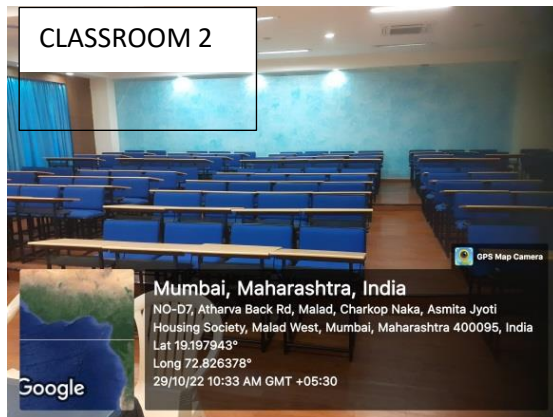 CLASSROOM 2
GPS Map Camera
Mumbai, Maharashtra, India
NO-D7, Atharva Back Rd, Malad, Charkop Naka, Asmita Jyoti
Housing Society, Malad West, Mumbai, Maharashtra 400095, India
Lat 19.197943°
Long 72.826378°
29/10/22 10:33 AM GMT +05:30
Google